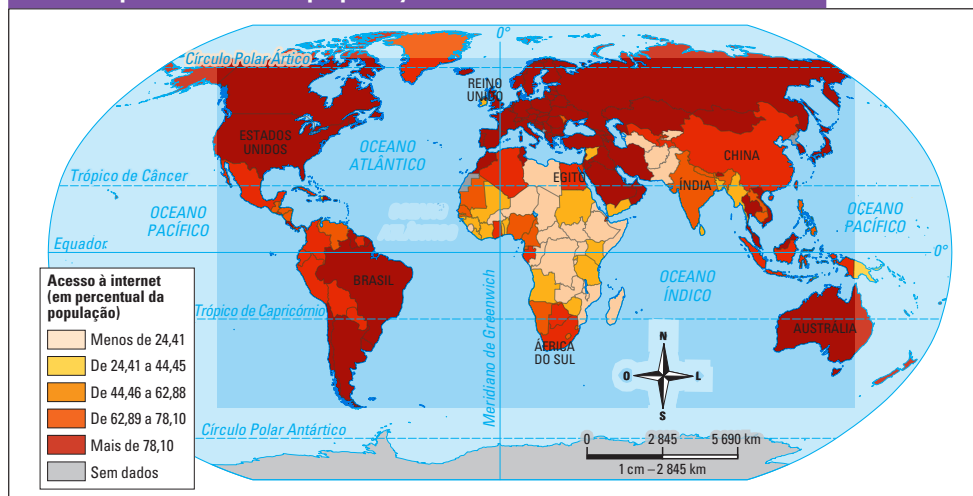 0°
Círculo Polar Ártico
REINO
UNIDO
ESTADOS
UNIDOS
OCEANO
ATLÂNTICO
CHINA
EGITO
ÍNDIA
Trópico de Câncer
OCEANO
PACÍFICO
OCEANO
PACÍFICO
Equador
0°
BRASIL
OCEANO
ÍNDICO
Trópico de Capricórnio
Meridiano de Greenwich
AUSTRÁLIA
ÁFRICA
DO SUL
N
O
L
S
Círculo Polar Antártico
Acesso à internet
(em percentual da
população)
Menos de 24,41
De 24,41 a 44,45
De 44,46 a 62,88
De 62,89 a 78,10
Mais de 78,10
Sem dados
0 2 845 5 690 km
1 cm – 2 845 km